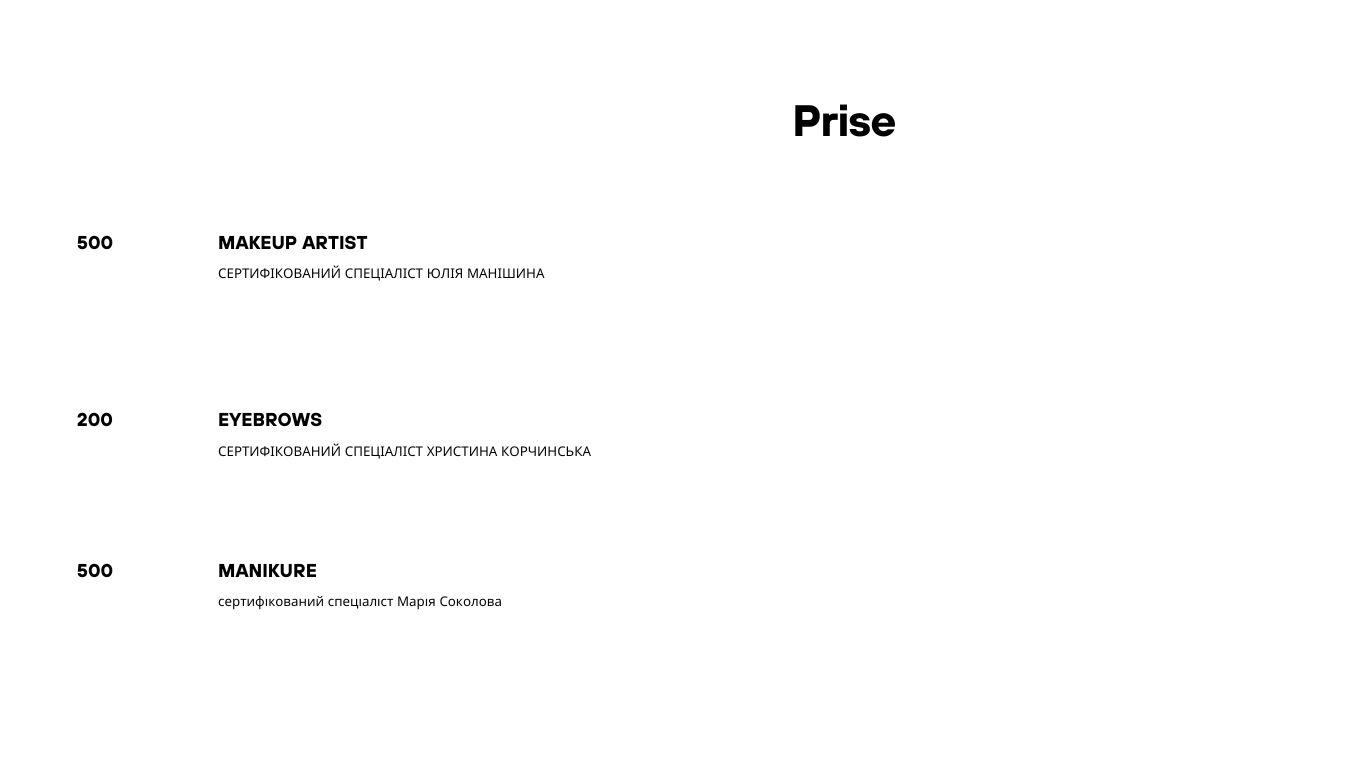 Prise
500 MAKEUP ARTIST
СЕРТИФІКОВАНИЙ СПЕЦІАЛІСТ ЮЛІЯ МАНІШИНА
200 EYEBROWS
СЕРТИФІКОВАНИЙ СПЕЦІАЛІСТ ХРИСТИНА КОРЧИНСЬКА
500 MANIKURE
сертифікований спеціаліст Марія Соколова